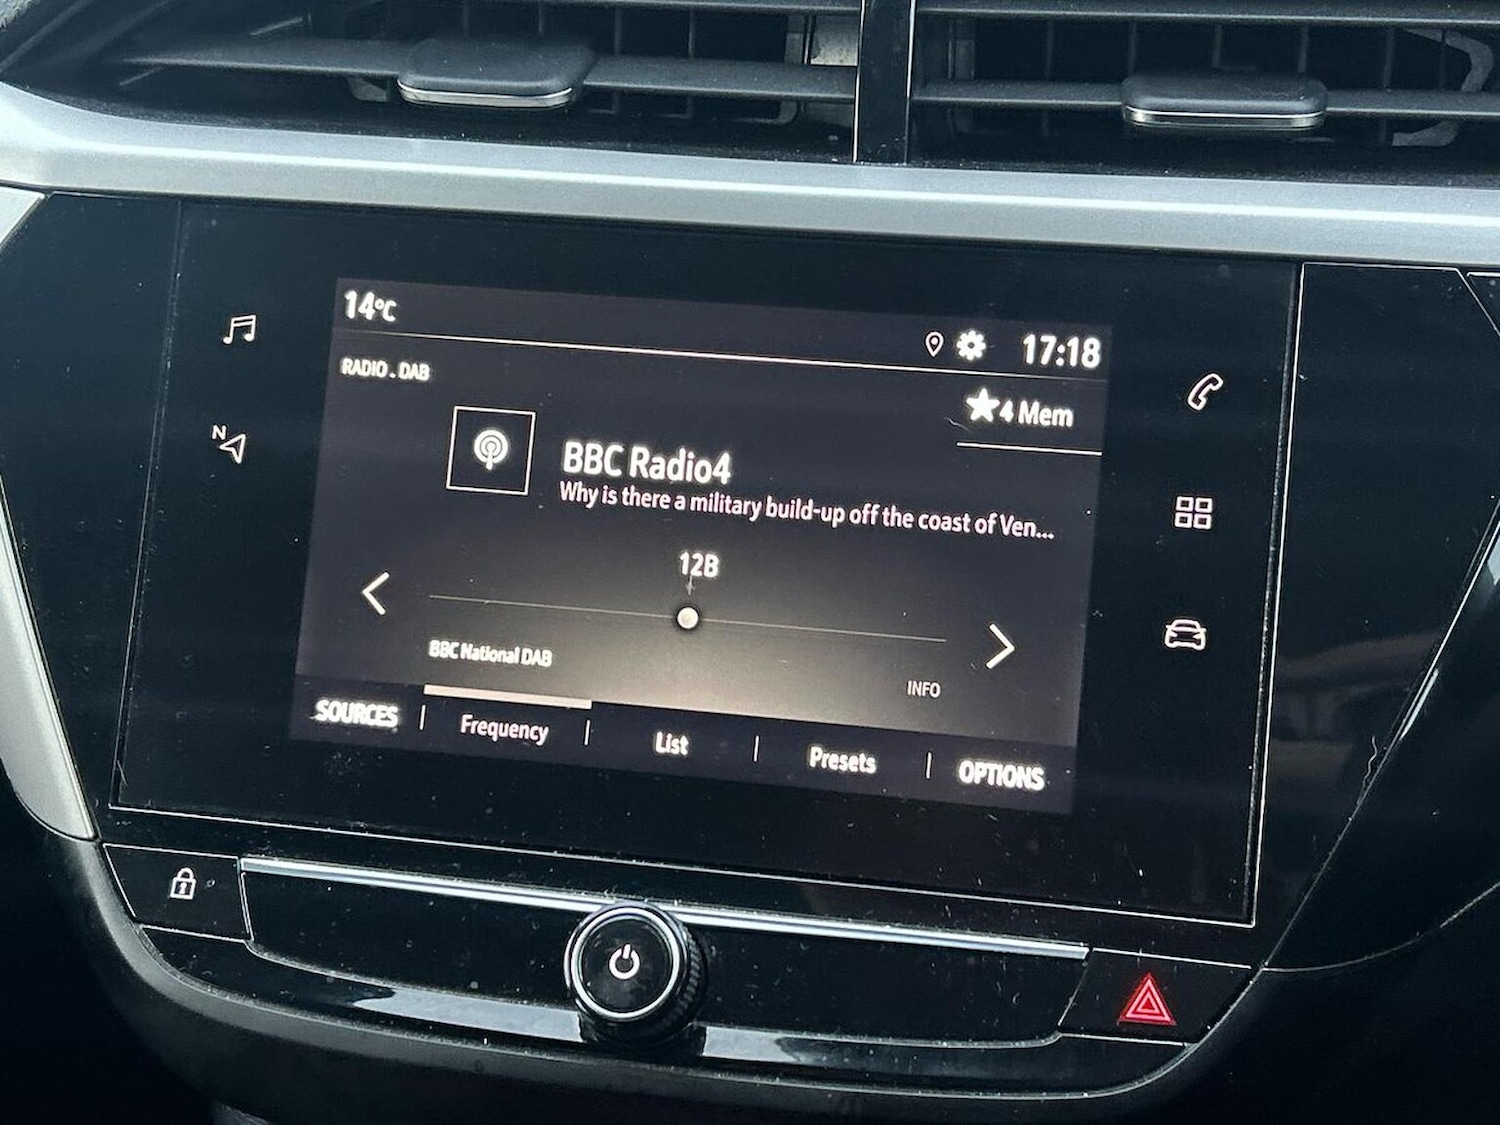 14°C
17:18
RADIO . DAB
4 Mem
BBC Radio4
Why is there a military build-up off the coast of Ven...
12B
BBC National DAB
INFO
SOURCES
Frequency
List
Presets
OPTIONS
N